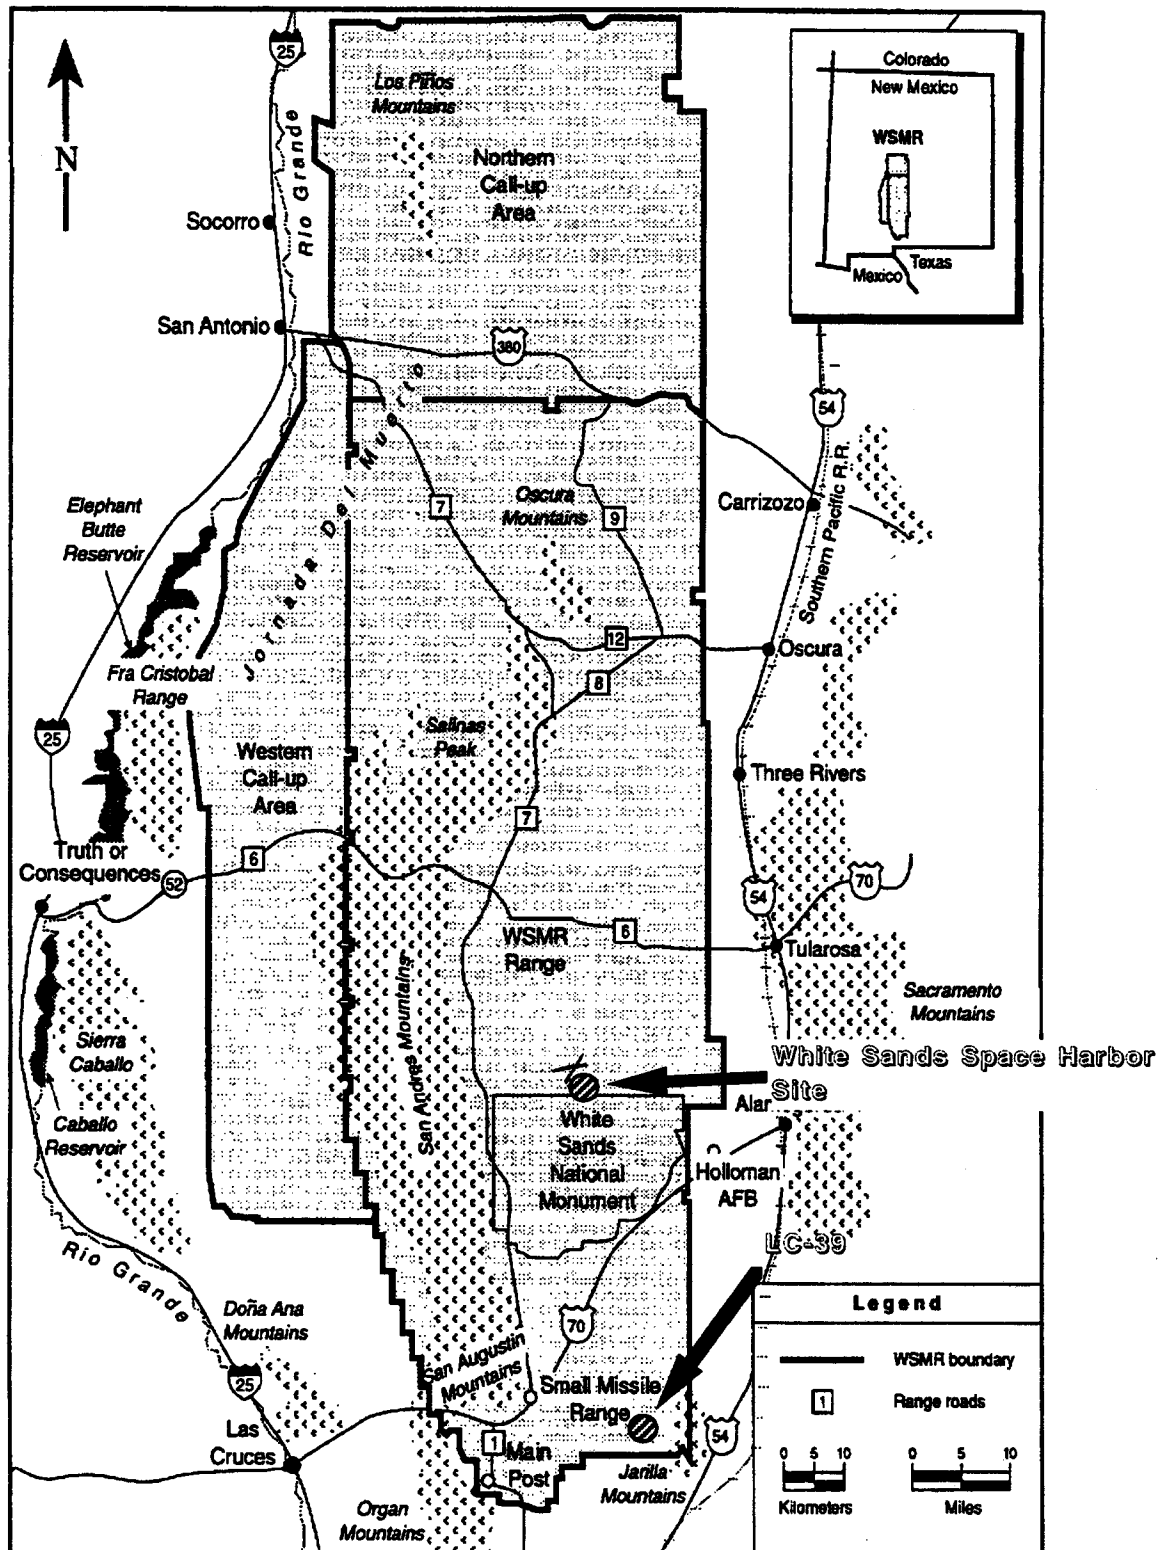 25
Los Piños
Mountains
Colorado
New Mexico
WSMR
Texas
Mexico
N
Rio Grande
Northern
Call-up
Area
Socorro
San Antonio
380
54
Jornada Del Muerto
Elephant
Butte
Reservoir
7
Oscura
Mountains
9
Carrizozo
Southern Pacific R.R.
12
Oscura
Fra Cristobal
Range
8
25
Salinas
Peak
Western
Call-up
Area
Three Rivers
7
Truth or
Consequences
52
6
70
54
WSMR
Range
6
Tularosa
San Andres Mountains
Sacramento
Mountains
Sierra
Caballo
White Sands Space Harbor
Site
Alar
Caballo
Reservoir
White
Sands
National
Monument
Holloman
AFB
LC-39
Rio Grande
Doña Ana
Mountains
70
San Augustin
Mountains
25
Small Missile
Range
Las
Cruces
1
Main
Post
54
Jarilla
Mountains
Organ
Mountains
Legend
WSMR boundary
1
Range roads
0 5 10
Kilometers
0 5 10
Miles